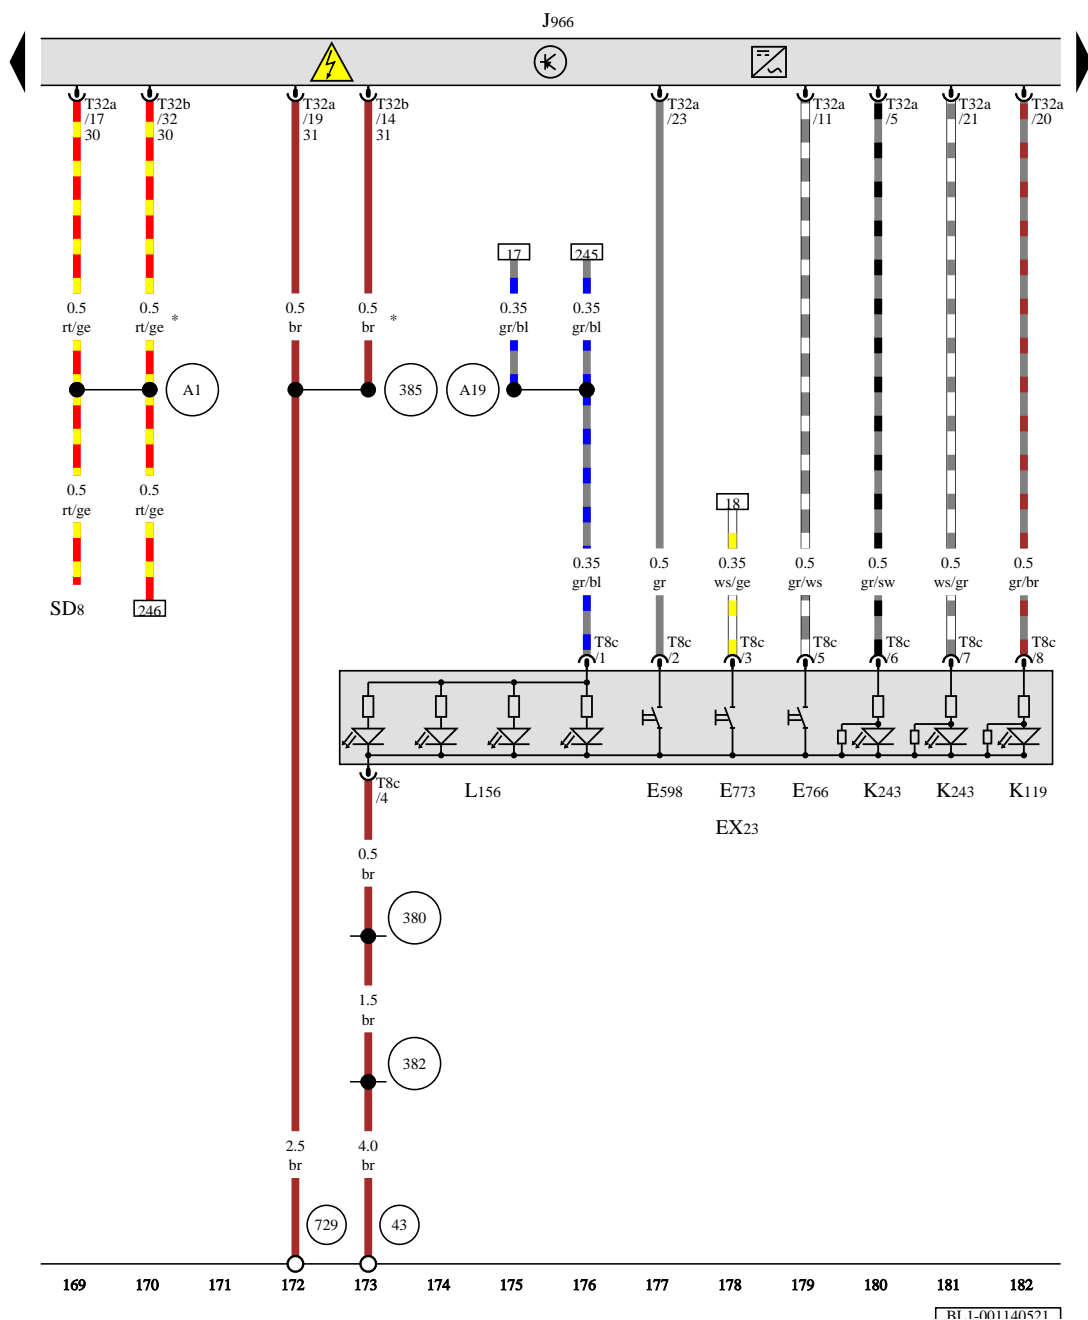 J966
T32a T32b T32a T32b T32a T32a T32a T32a T32a
/17 /32 /19 /14 /23 /11 /5 /21 /20
30 30 31 31
17 245
0.5 0.5 0.5 0.5 0.35 0.35
rt/ge rt/ge * br br * gr/bl gr/bl
A1 385 A19
0.5 0.5
rt/ge rt/ge
18
0.35 0.5 0.35 0.5 0.5 0.5 0.5
gr/bl gr ws/ge gr/ws gr/sw ws/gr gr/br
SD8 246
T8c T8c T8c T8c T8c T8c T8c
/1 /2 /3 /5 /6 /7 /8
T8c
/4
L156 E598 E773 E766 K243 K243 K119
EX23
0.5
br
380
1.5
br
382
2.5 4.0
br br
729 43
169 170 171 172 173 174 175 176 177 178 179 180 181 182
BL1-001140521